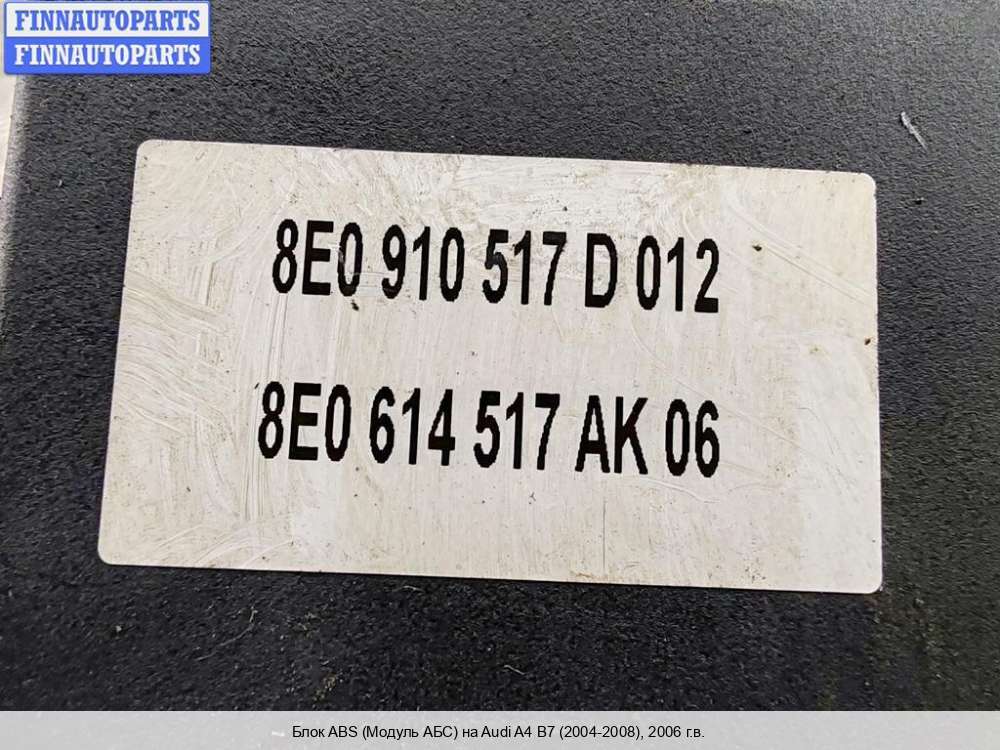 FINNAUTOPARTS
FINNAUTOPARTS
8E0 910 517 D 012
8E0 614 517 AK 06
Блок ABS (Модуль АБС) на Audi A4 B7 (2004-2008), 2006 г.в.